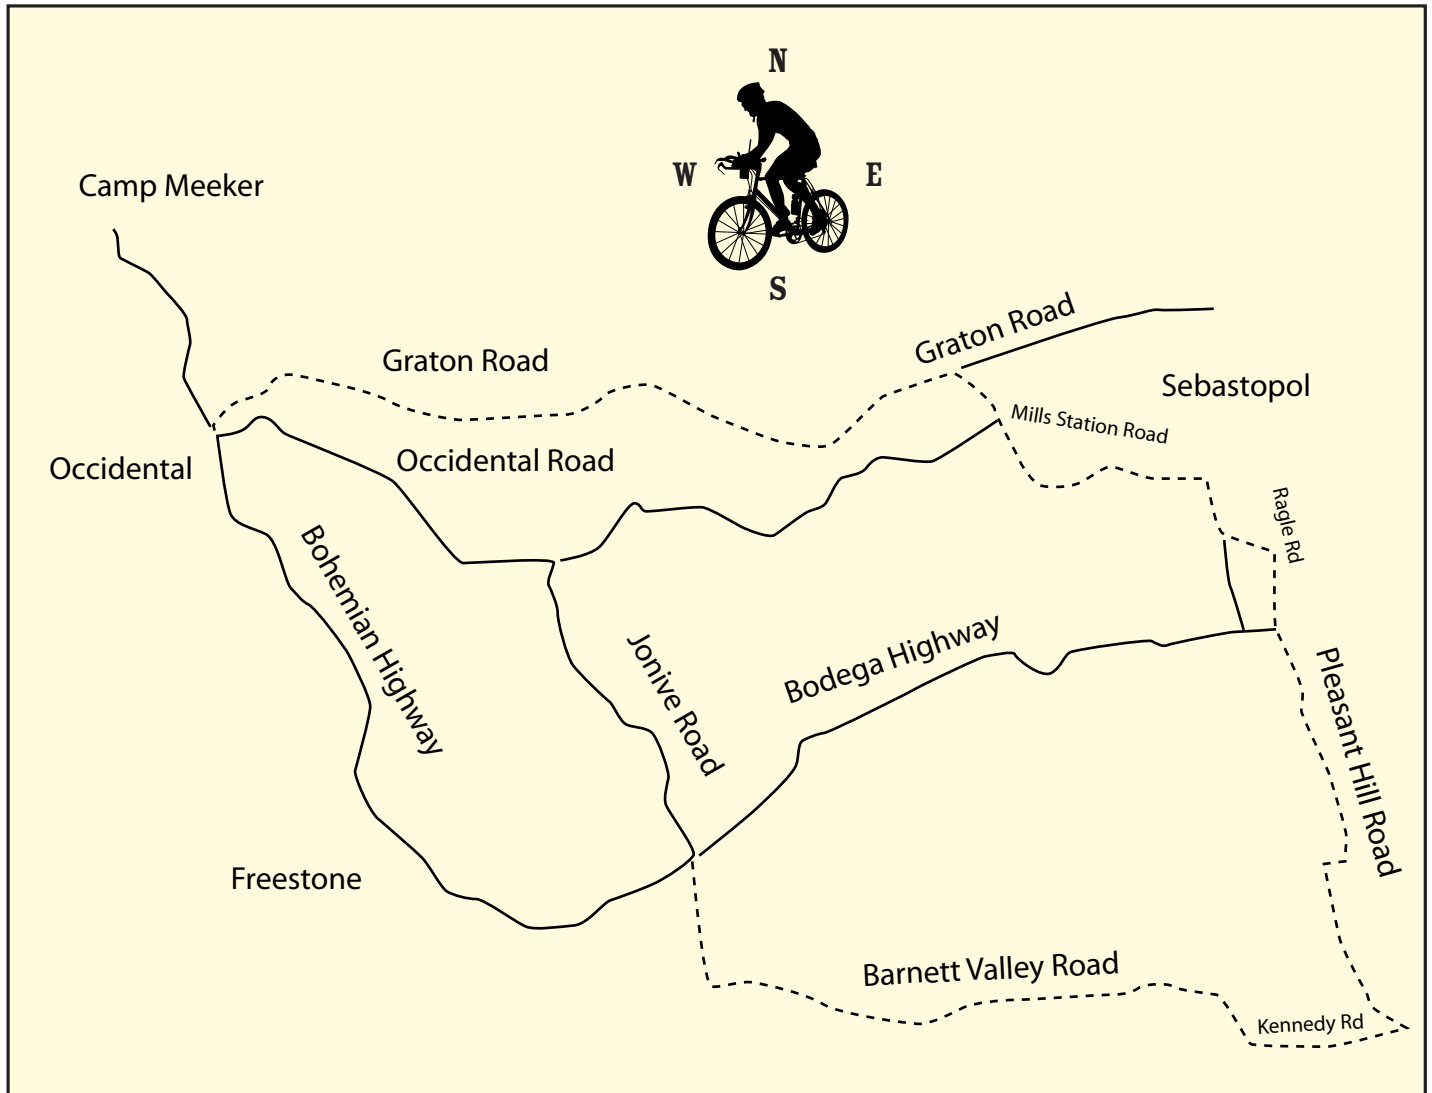 N
W
E
S
Camp Meeker
Graton Road
Graton Road
Sebastopol
Mills Station Road
Occidental
Occidental Road
Ragle Rd
Bohemian Highway
Jonive Road
Bodega Highway
Pleasant Hill Road
Freestone
Barnett Valley Road
Kennedy Rd